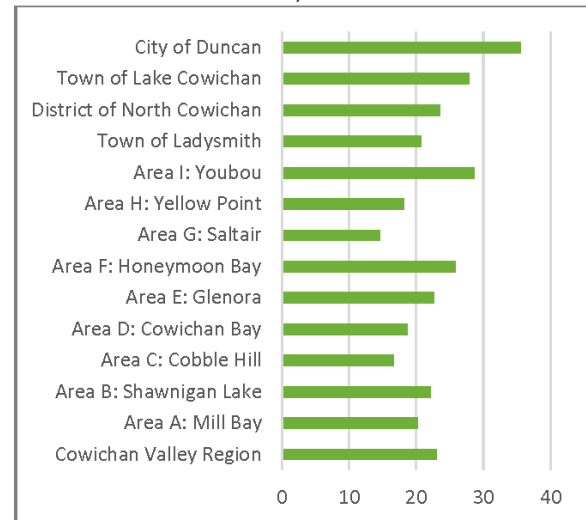 City of Duncan
Town of Lake Cowichan
District of North Cowichan
Town of Ladysmith
Area I: Youbou
Area H: Yellow Point
Area G: Saltair
Area F: Honeymoon Bay
Area E: Glenora
Area D: Cowichan Bay
Area C: Cobble Hill
Area B: Shawnigan Lake
Area A: Mill Bay
Cowichan Valley Region
0 10 20 30 40